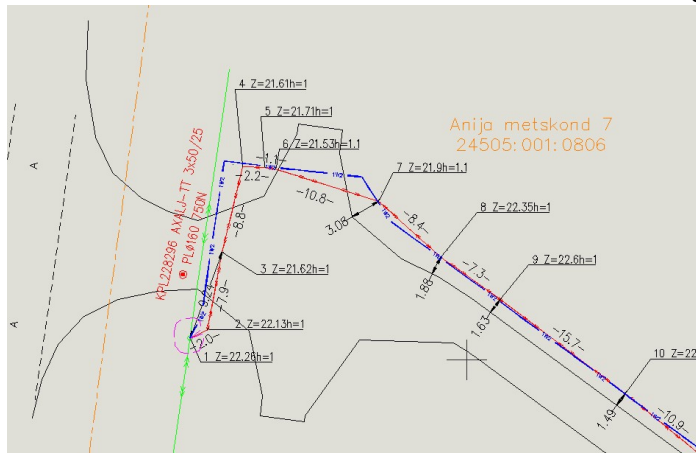 4 Z=21.61h=1
5 Z=21.71h=1
6 Z=21.53h=1.1
Anija metskond 7
24505:001:0806
7 Z=21.9h=1.1
8 Z=22.35h=1
9 Z=22.6h=1
3 Z=21.62h=1
2 Z=22.13h=1
1 Z=22.26h=1
10 Z=22
KPL228296 AXALJ-TT 3x50/25
PLø160 750N
-1.1-
-2.2-
-10.8-
-8.8-
-7.9-
-2.0-
3.08
-8.4-
1.88
-7.3-
1.63
-15.7-
1.49
-10.9-
A
A